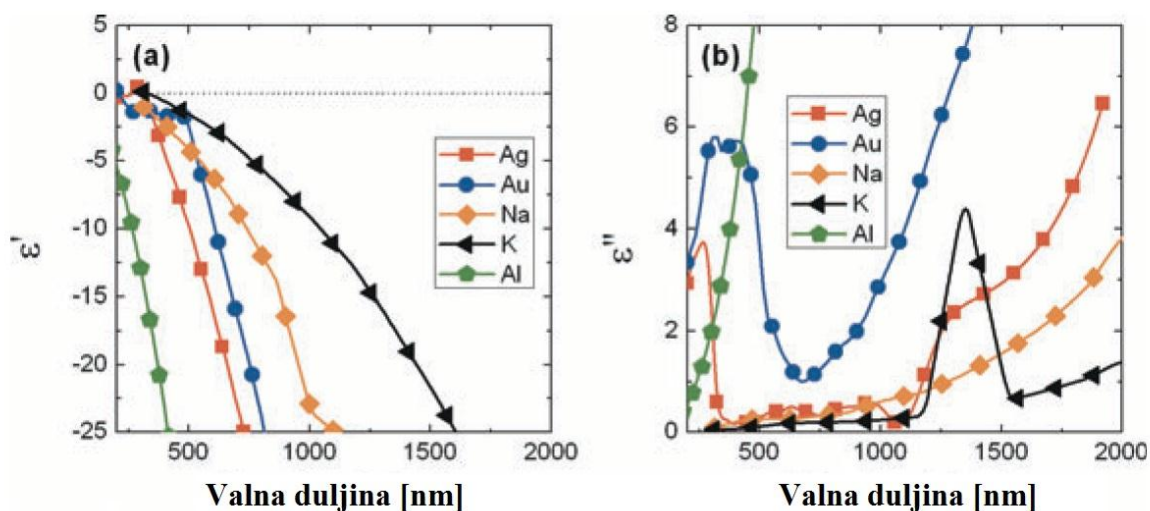 5
0
-5
-10
-15
-20
-25
ε'
(a)
Ag
Au
Na
K
Al
500
1000
1500
2000
Valna duljina [nm]
8
6
4
2
0
ε''
(b)
Ag
Au
Na
K
Al
500
1000
1500
2000
Valna duljina [nm]